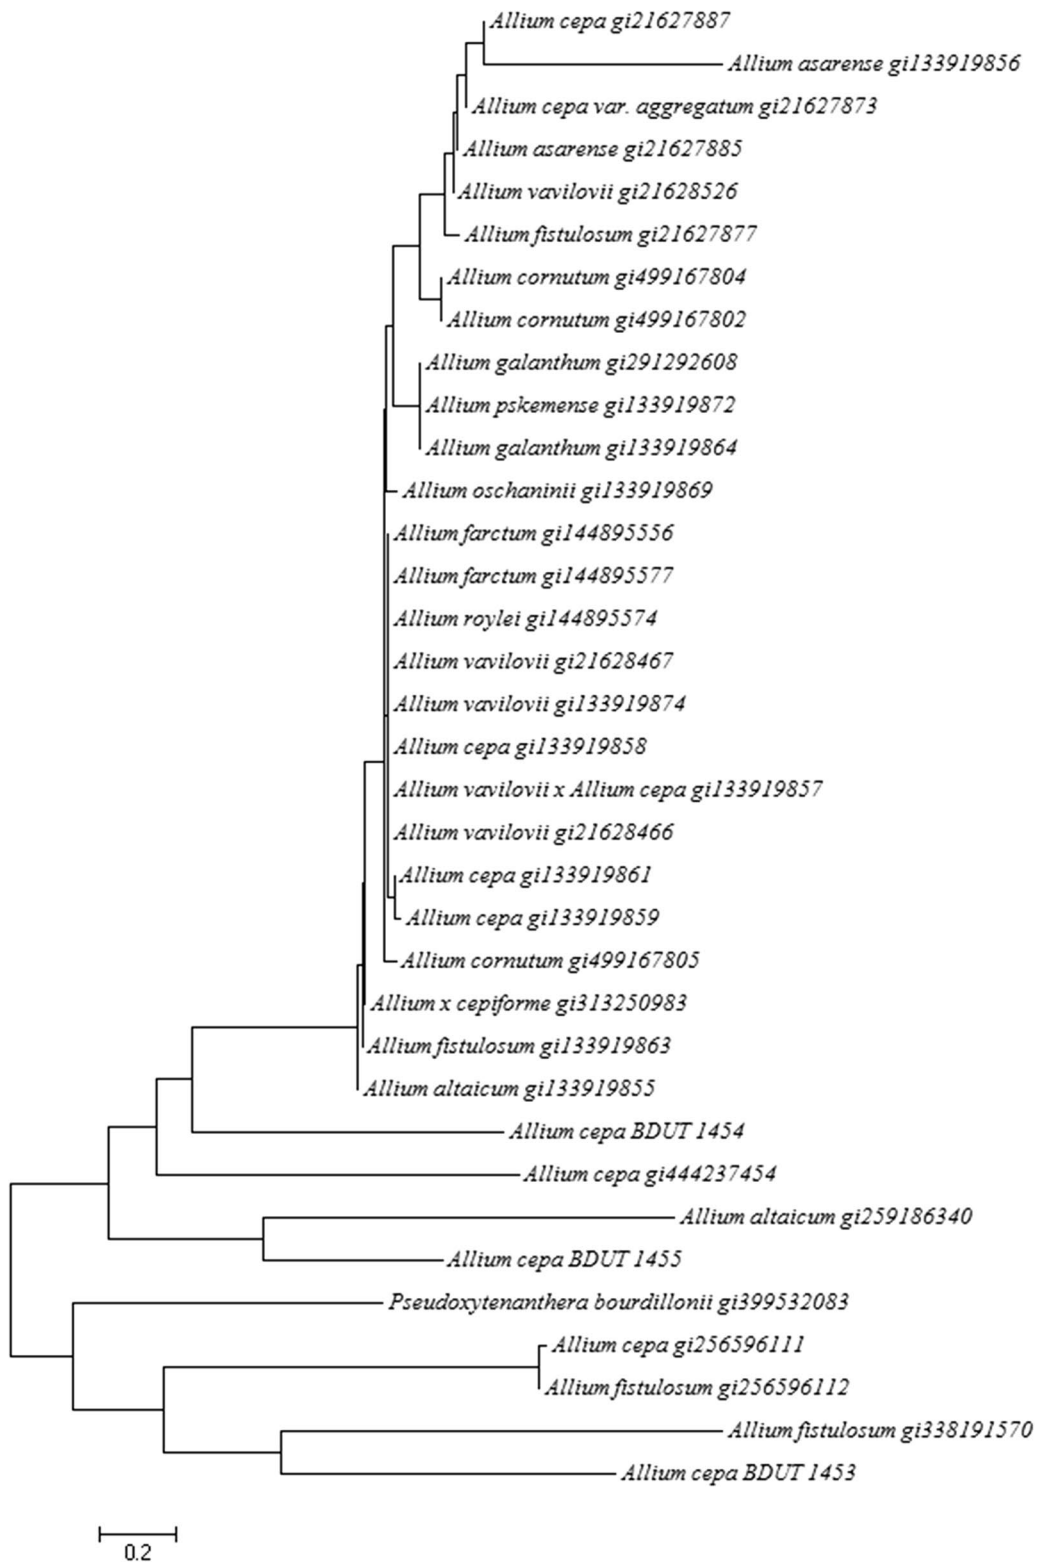 Allium cepa gi21627887
Allium asarense gi133919856
Allium cepa var. aggregatum gi21627873
Allium asarense gi21627885
Allium vavilovii gi21628526
Allium fistulosum gi21627877
Allium cornutum gi499167804
Allium cornutum gi499167802
Allium galanthum gi291292608
Allium pskemense gi133919872
Allium galanthum gi133919864
Allium oschaninii gi133919869
Allium farctum gi144895556
Allium farctum gi144895577
Allium roylei gi144895574
Allium vavilovii gi21628467
Allium vavilovii gi133919874
Allium cepa gi133919858
Allium vavilovii x Allium cepa gi133919857
Allium vavilovii gi21628466
Allium cepa gi133919861
Allium cepa gi133919859
Allium cornutum gi499167805
Allium x cepiforme gi313250983
Allium fistulosum gi133919863
Allium altaicum gi133919855
Allium cepa BDUT 1454
Allium cepa gi444237454
Allium altaicum gi259186340
Allium cepa BDUT 1455
Pseudoxytenanthera bourdillonii gi399532083
Allium cepa gi256596111
Allium fistulosum gi256596112
Allium fistulosum gi338191570
Allium cepa BDUT 1453
0.2